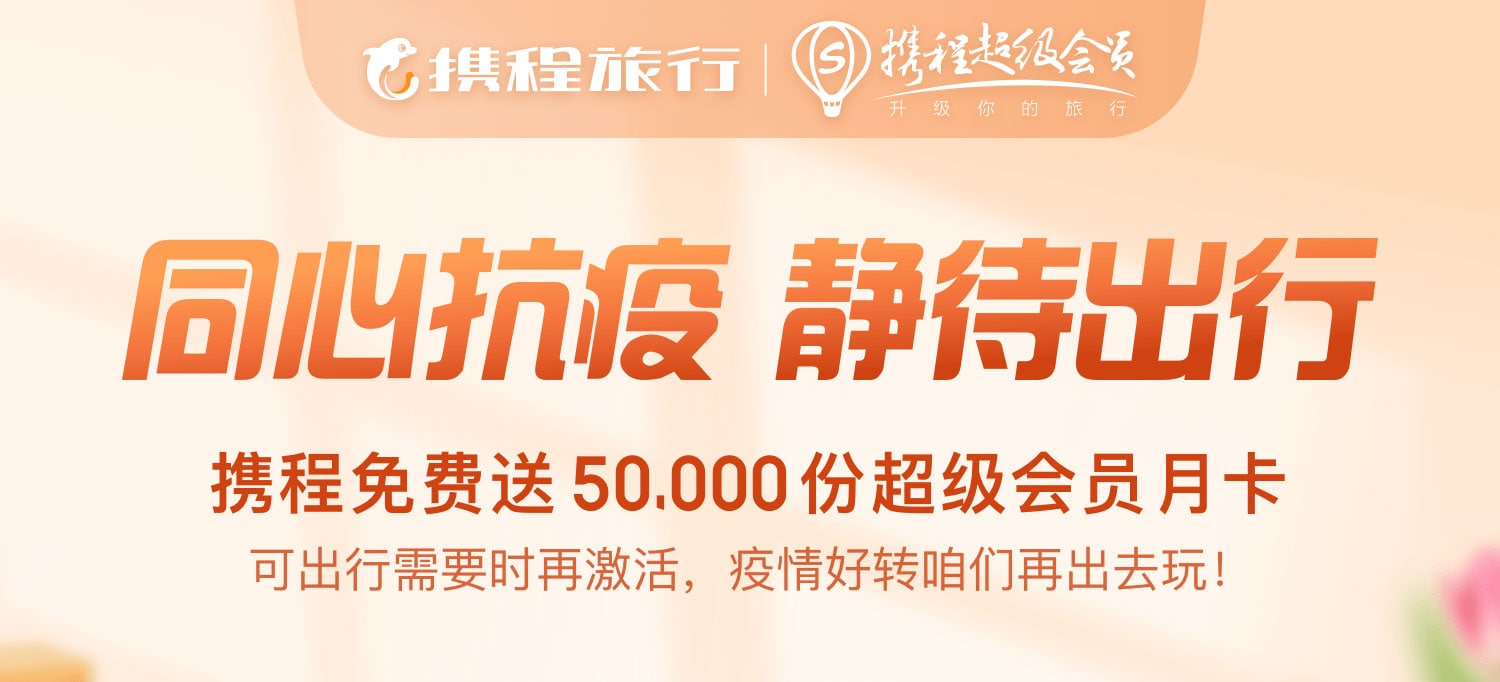 携程旅行 | S 携程超级会员
升级你的旅行
同心抗疫 静待出行
携程免费送 50.000 份超级会员月卡
可出行需要时再激活，疫情好转咱们再出去玩！